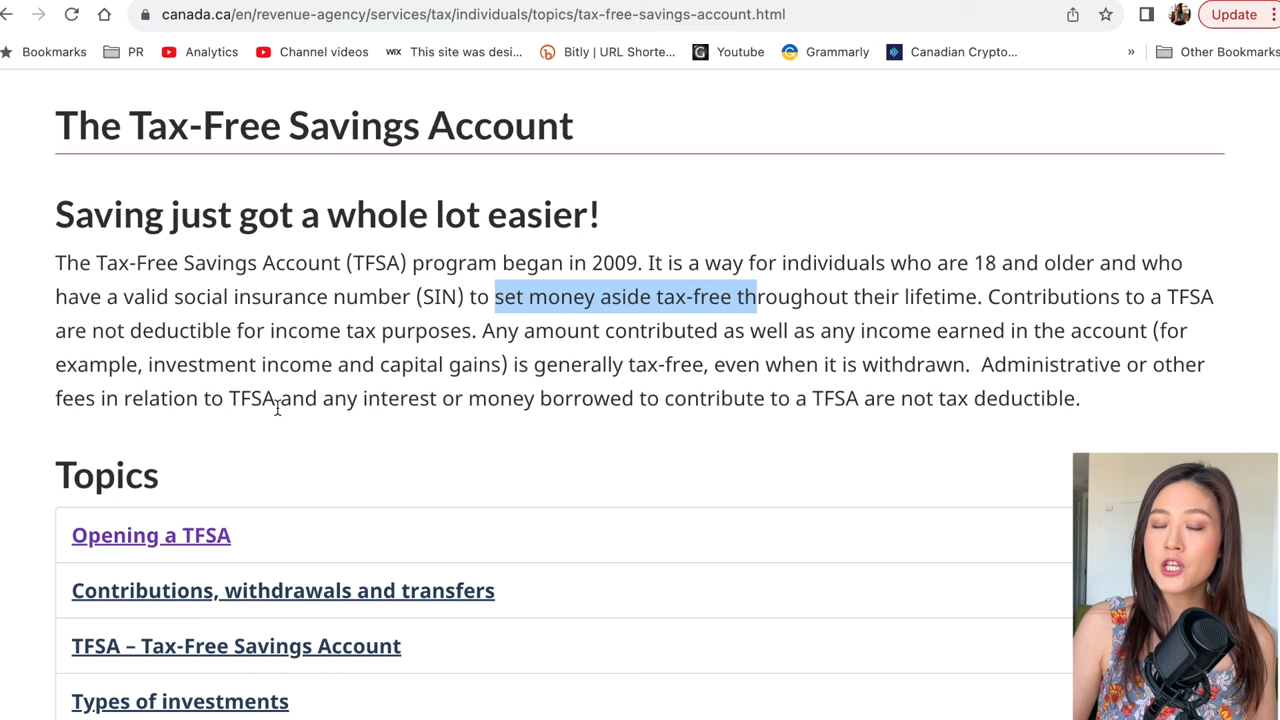 canada.ca/en/revenue-agency/services/tax/individuals/topics/tax-free-savings-account.html
Update
Bookmarks PR Analytics Channel videos WIX This site was desi... Bitly | URL Shorte... Youtube Grammarly Canadian Crypto... » Other Bookmarks
The Tax-Free Savings Account
Saving just got a whole lot easier!
The Tax-Free Savings Account (TFSA) program began in 2009. It is a way for individuals who are 18 and older and who
have a valid social insurance number (SIN) to set money aside tax-free throughout their lifetime. Contributions to a TFSA
are not deductible for income tax purposes. Any amount contributed as well as any income earned in the account (for
example, investment income and capital gains) is generally tax-free, even when it is withdrawn. Administrative or other
fees in relation to TFSA and any interest or money borrowed to contribute to a TFSA are not tax deductible.
Topics
Opening a TFSA
Contributions, withdrawals and transfers
TFSA – Tax-Free Savings Account
Types of investments